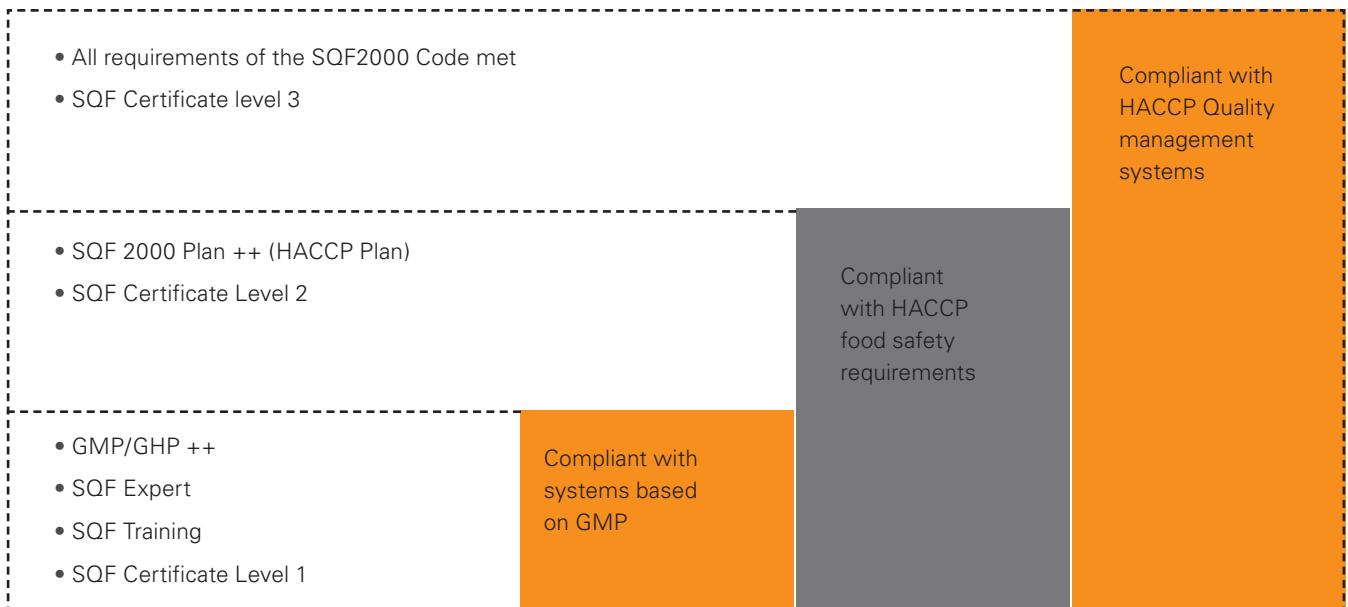 • All requirements of the SQF2000 Code met
• SQF Certificate level 3
Compliant with
HACCP Quality
management
systems
• SQF 2000 Plan ++ (HACCP Plan)
• SQF Certificate Level 2
Compliant
with HACCP
food safety
requirements
• GMP/GHP ++
• SQF Expert
• SQF Training
• SQF Certificate Level 1
Compliant with
systems based
on GMP